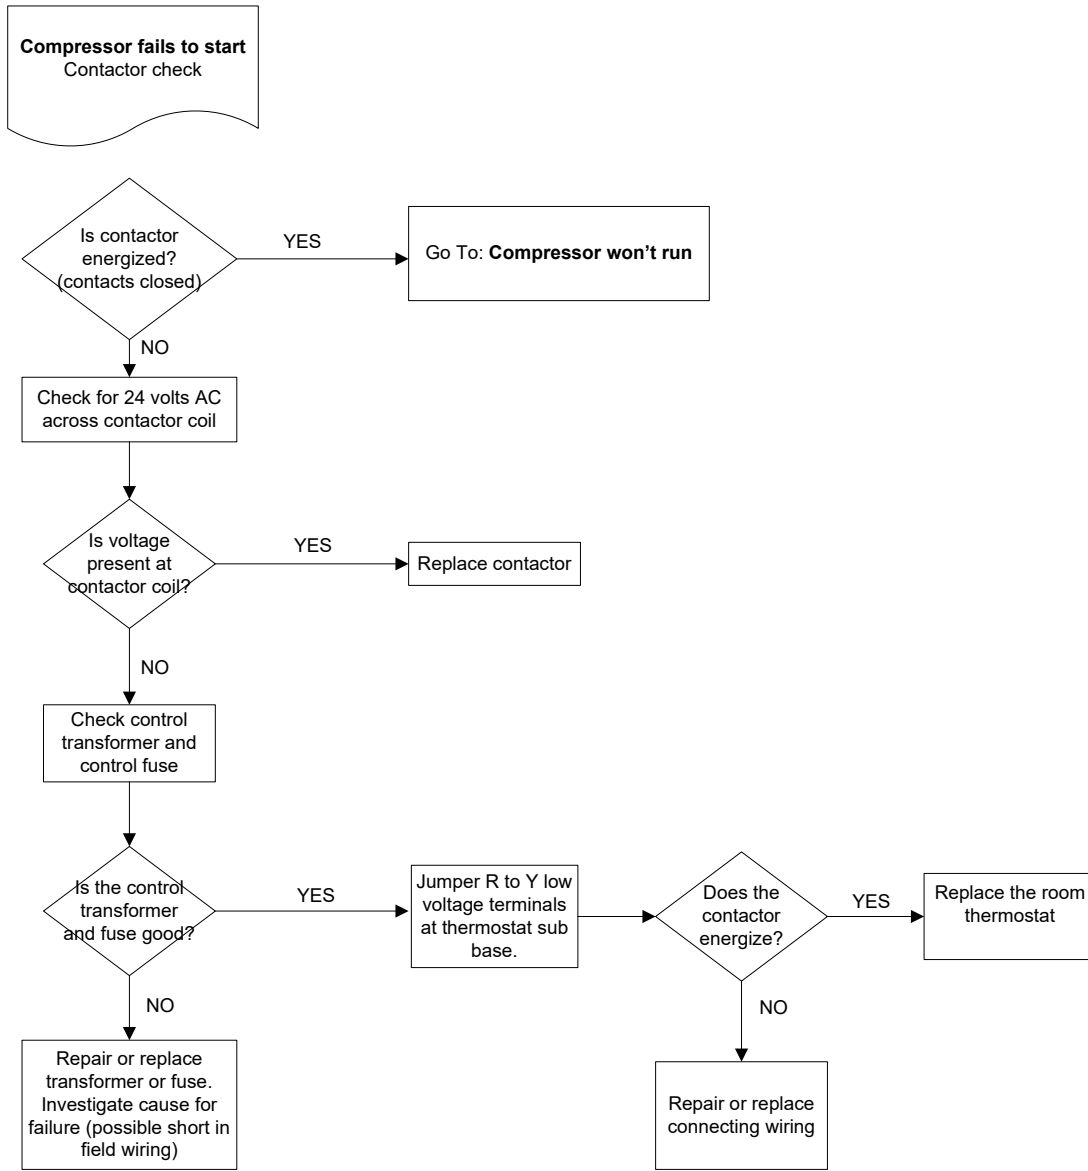 Compressor fails to start
Contactor check
Is contactor
energized?
(contacts closed)
YES
Go To: Compressor won't run
NO
Check for 24 volts AC
across contactor coil
Is voltage
present at
contactor coil?
YES
Replace contactor
NO
Check control
transformer and
control fuse
Is the control
transformer
and fuse good?
YES
Jumper R to Y low
voltage terminals
at thermostat sub
base.
Does the
contactor
energize?
YES
Replace the room
thermostat
NO
Repair or replace
transformer or fuse.
Investigate cause for
failure (possible short in
field wiring)
NO
Repair or replace
connecting wiring